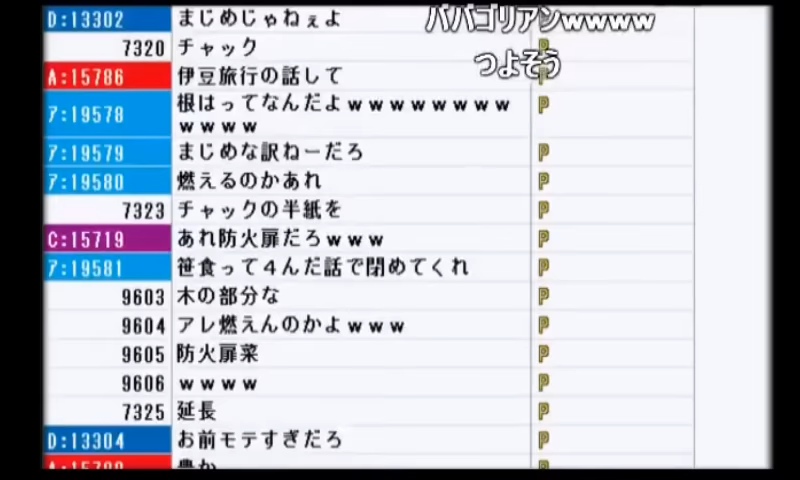 D:13302 まじめじゃねぇよ
ババゴリアンwwww
7320 チャック P
つよそう
A:15786 伊豆旅行の話して P
ｱ:19578 根はってなんだよｗｗｗｗｗｗｗｗ P
ｗｗｗｗ
ｱ:19579 まじめな訳ねーだろ P
ｱ:19580 燃えるのかあれ P
7323 チャックの半紙を P
C:15719 あれ防火扉だろｗｗｗ P
ｱ:19581 笹食って４んだ話で閉めてくれ P
9603 木の部分な P
9604 アレ燃えんのかよｗｗｗ P
9605 防火扉菜 P
9606 ｗｗｗｗ P
7325 延長 P
D:13304 お前モテすぎだろ P